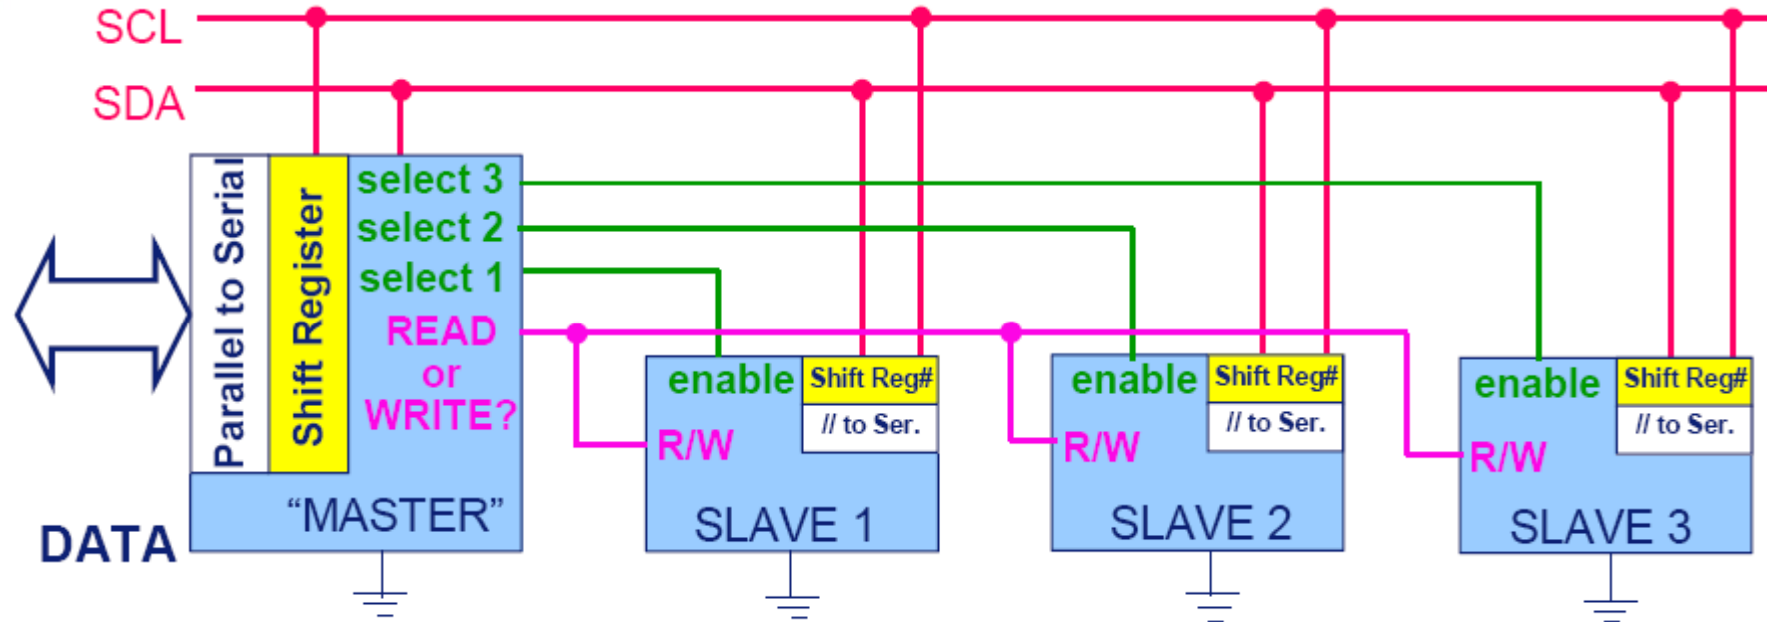 SCL
SDA
Parallel to Serial
Shift Register
select 3
select 2
select 1
READ
or
WRITE?
"MASTER"
DATA
enable
Shift Reg#
// to Ser.
R/W
SLAVE 1
enable
Shift Reg#
// to Ser.
R/W
SLAVE 2
enable
Shift Reg#
// to Ser.
R/W
SLAVE 3